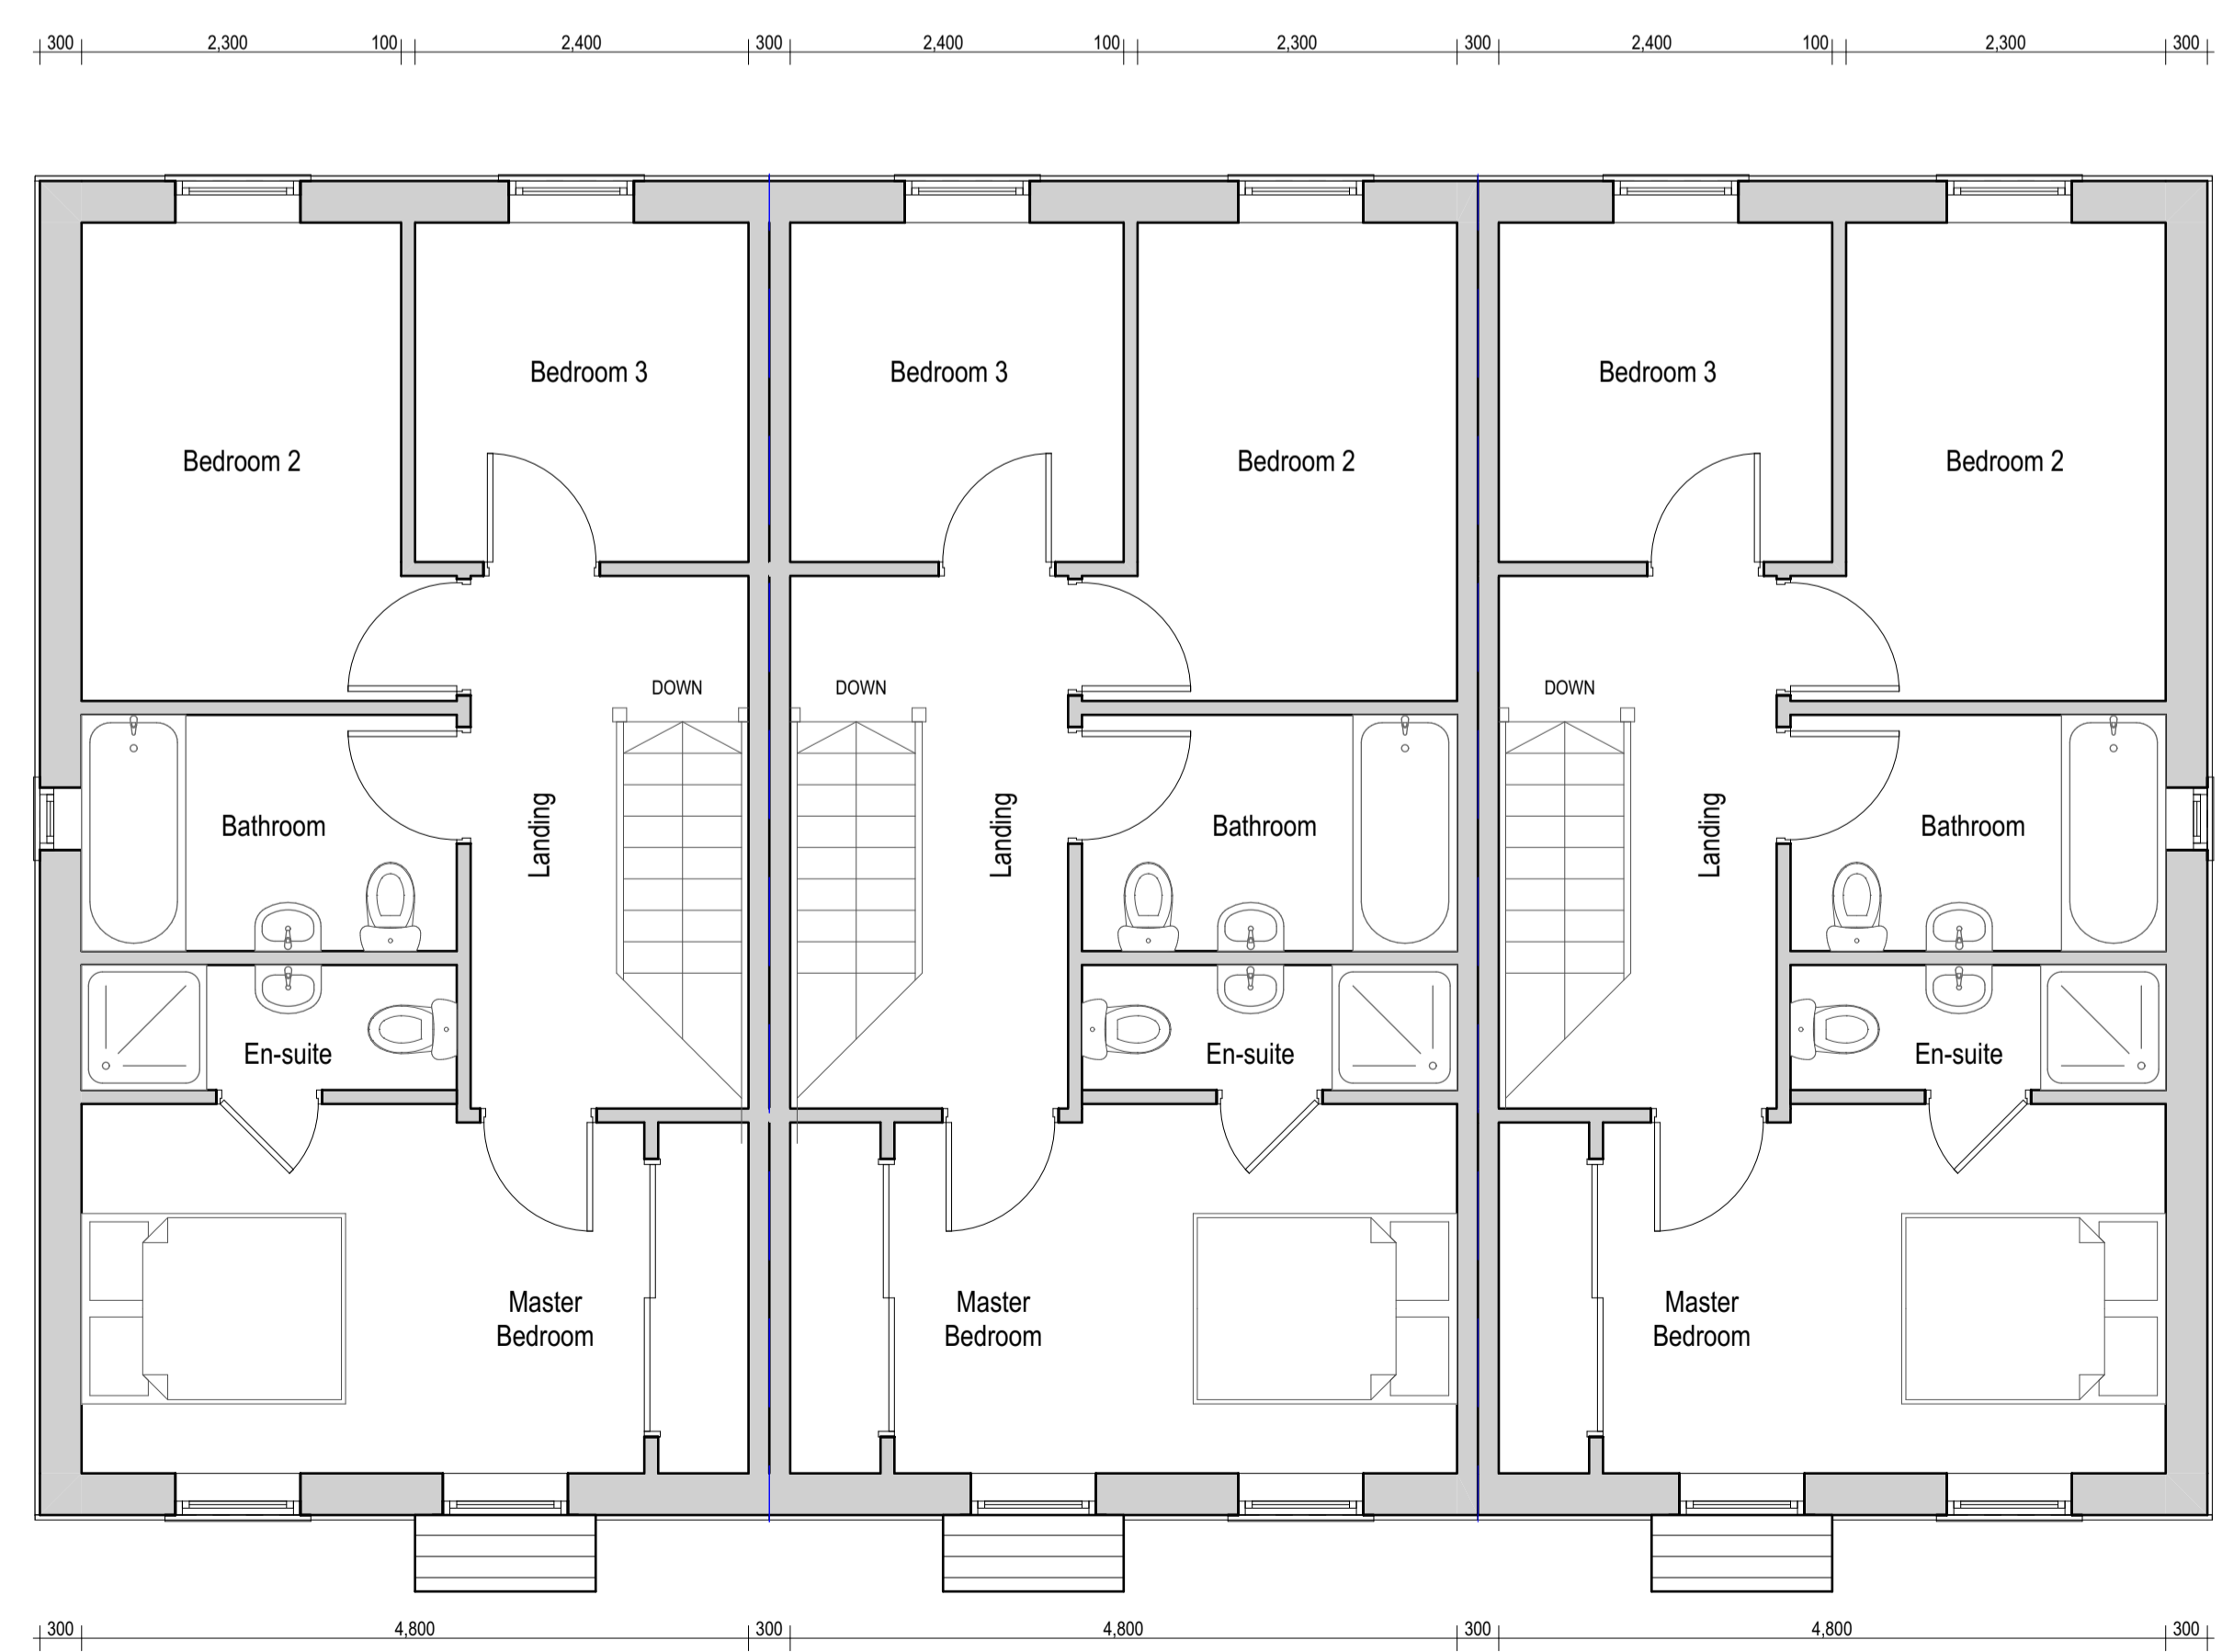 300 2,300 100 2,400 300 2,400 100 2,300 300 2,400 100 2,300 300
Bedroom 3 Bedroom 3 Bedroom 3
Bedroom 2 Bedroom 2 Bedroom 2
DOWN DOWN DOWN
Landing Landing Landing
Bathroom Bathroom Bathroom
En-suite En-suite En-suite
Master Master Master
Bedroom Bedroom Bedroom
300 4,800 300 4,800 300 4,800 300